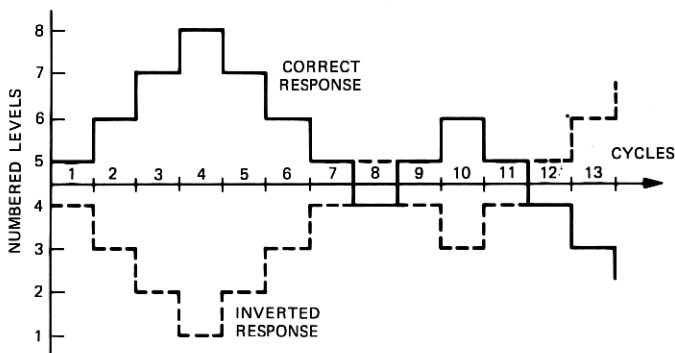 8
CORRECT
RESPONSE
7
6
CYCLES
5
1 2 3 4 5 6 7 8 9 10 11 12 13
NUMBERED LEVELS
4
3
2
INVERTED
RESPONSE
1